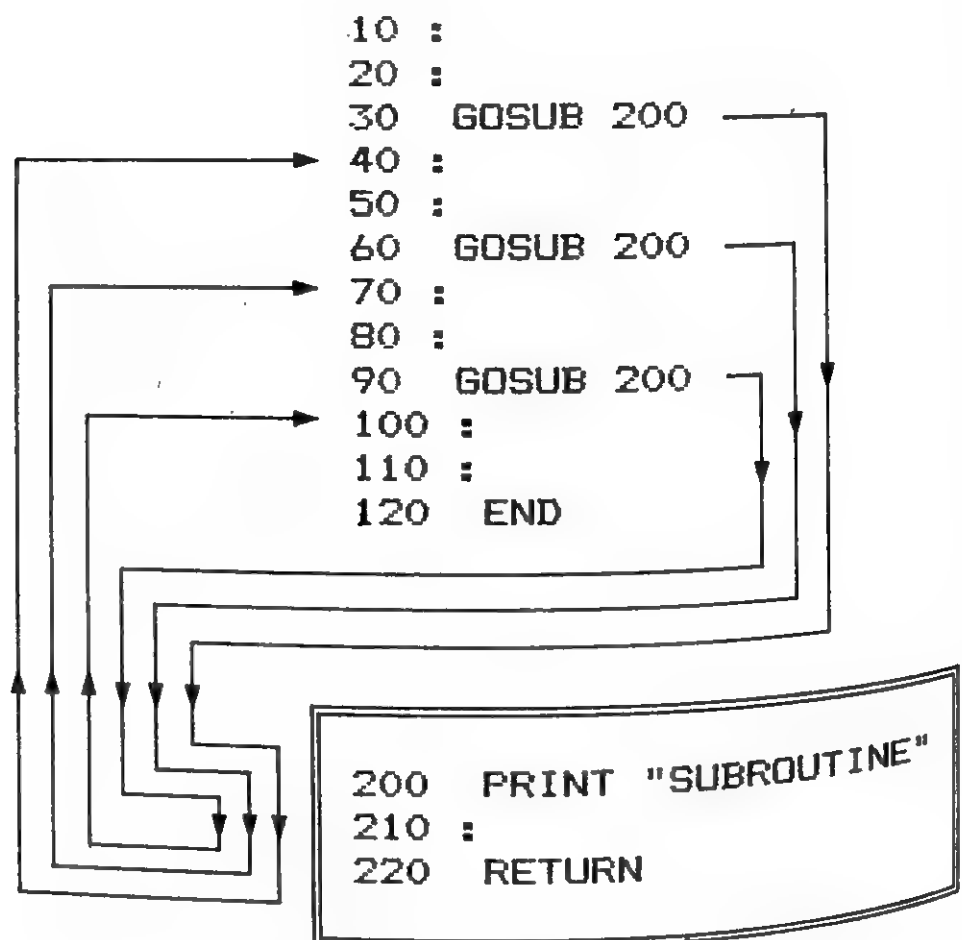 10 :
20 :
30 GOSUB 200
40 :
50 :
60 GOSUB 200
70 :
80 :
90 GOSUB 200
100 :
110 :
120 END
200 PRINT "SUBROUTINE"
210 :
220 RETURN